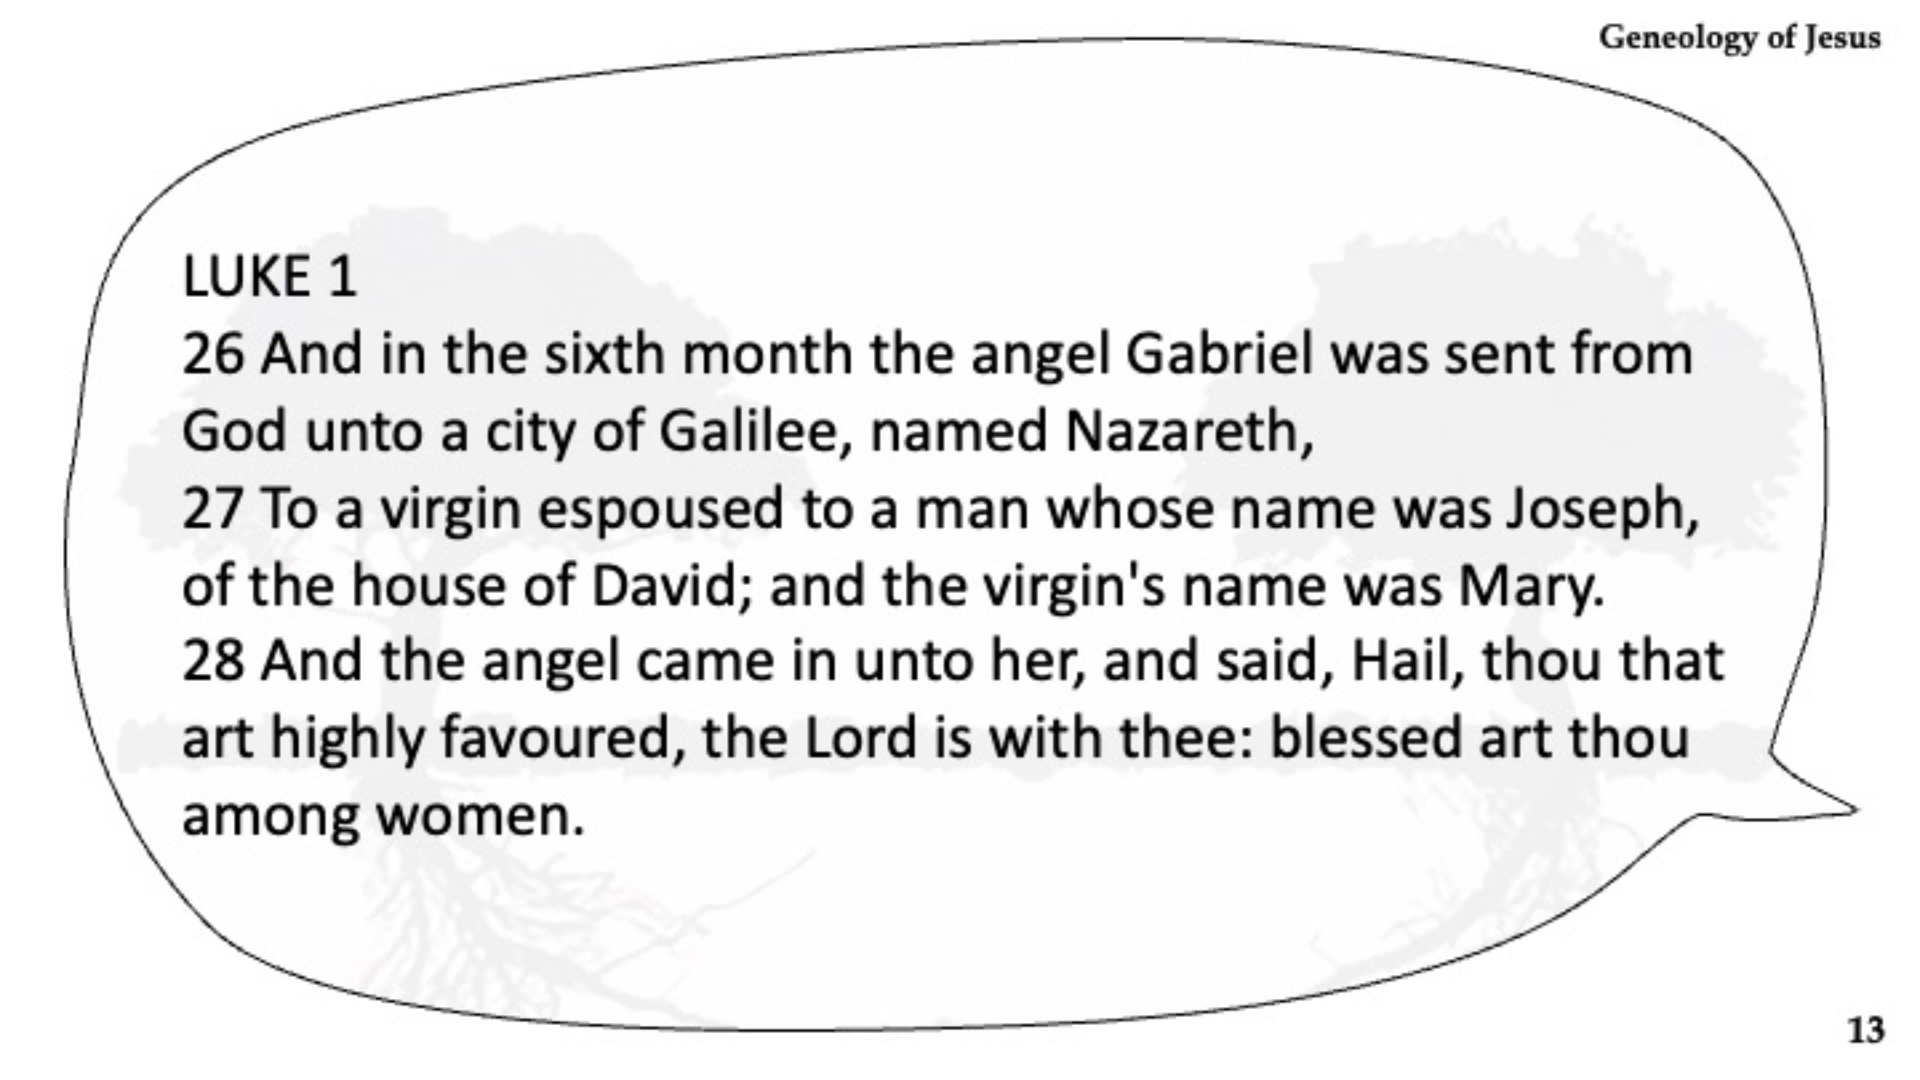 Geneology of Jesus
LUKE 1
26 And in the sixth month the angel Gabriel was sent from
God unto a city of Galilee, named Nazareth,
27 To a virgin espoused to a man whose name was Joseph,
of the house of David; and the virgin's name was Mary.
28 And the angel came in unto her, and said, Hail, thou that
art highly favoured, the Lord is with thee: blessed art thou
among women.
13